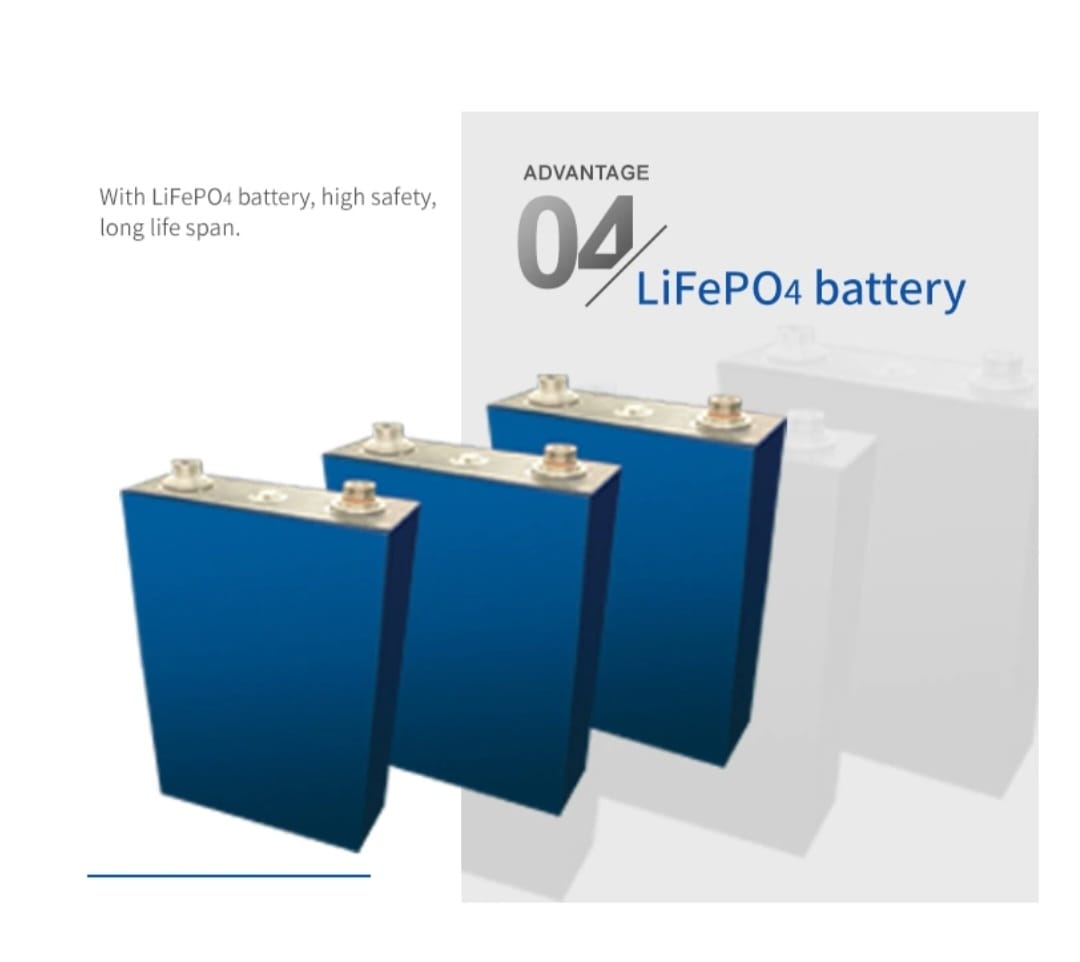 With LiFePO4 battery, high safety,
long life span.
ADVANTAGE
04
LiFePO4 battery